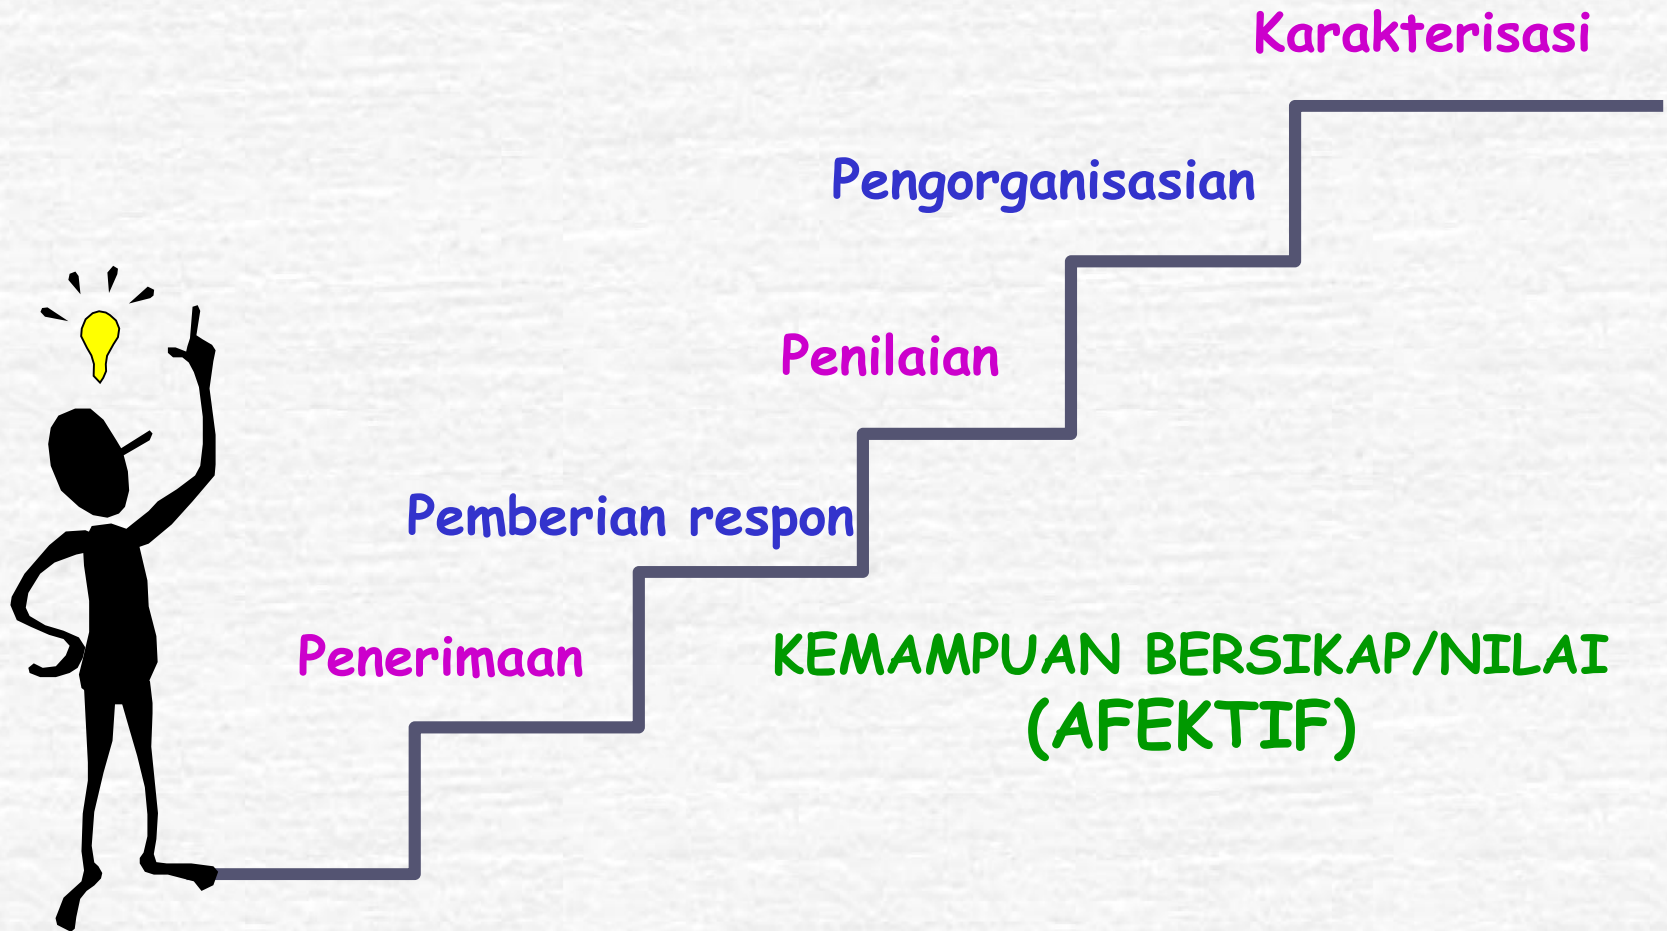 Karakterisasi
Pengorganisasian
Penilaian
Pemberian respon
Penerimaan
KEMAMPUAN BERSIKAP/NILAI
(AFEKTIF)